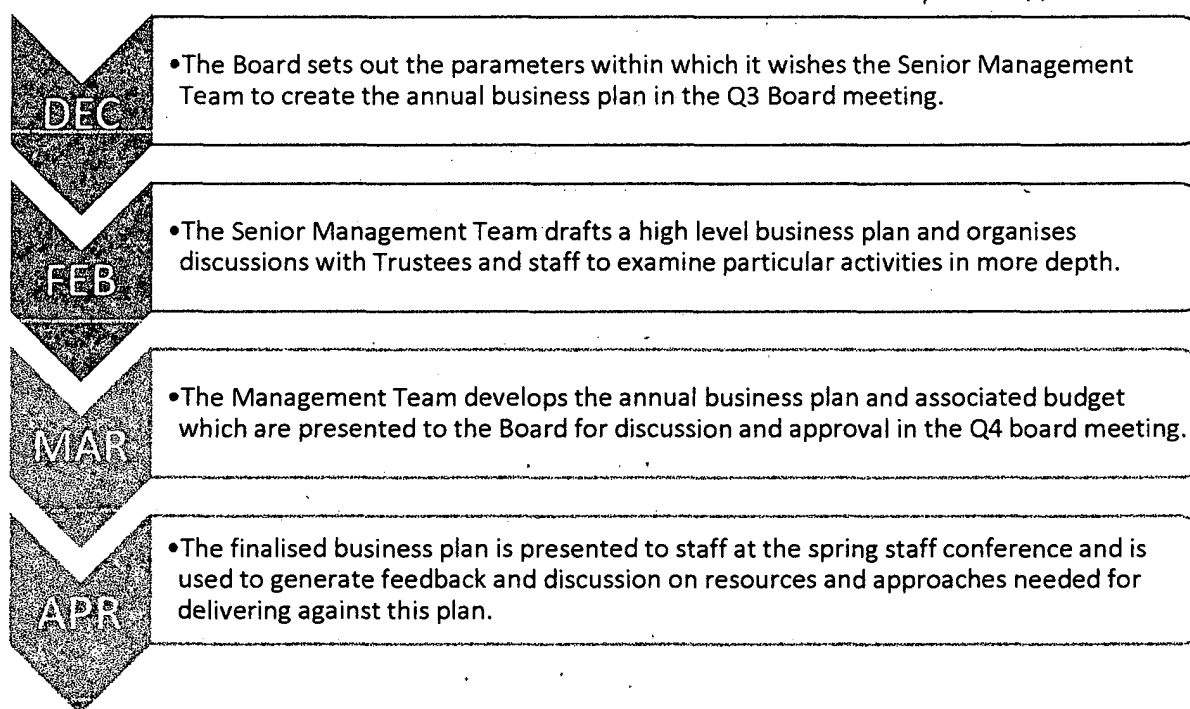 DEC
•The Board sets out the parameters within which it wishes the Senior Management
Team to create the annual business plan in the Q3 Board meeting.
FEB
•The Senior Management Team drafts a high level business plan and organises
discussions with Trustees and staff to examine particular activities in more depth.
MAR
•The Management Team develops the annual business plan and associated budget
which are presented to the Board for discussion and approval in the Q4 board meeting.
APR
•The finalised business plan is presented to staff at the spring staff conference and is
used to generate feedback and discussion on resources and approaches needed for
delivering against this plan.